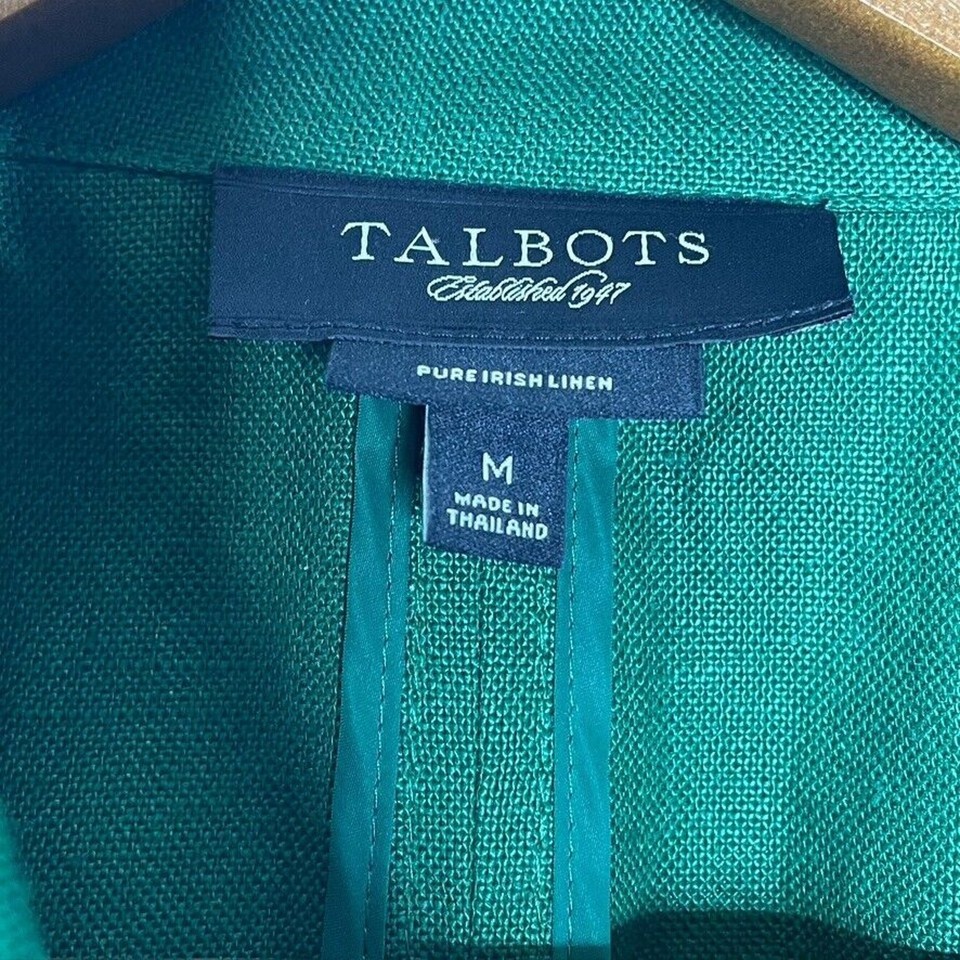 TALBOTS
Established 1947
PURE IRISH LINEN
M
MADE IN
THAILAND